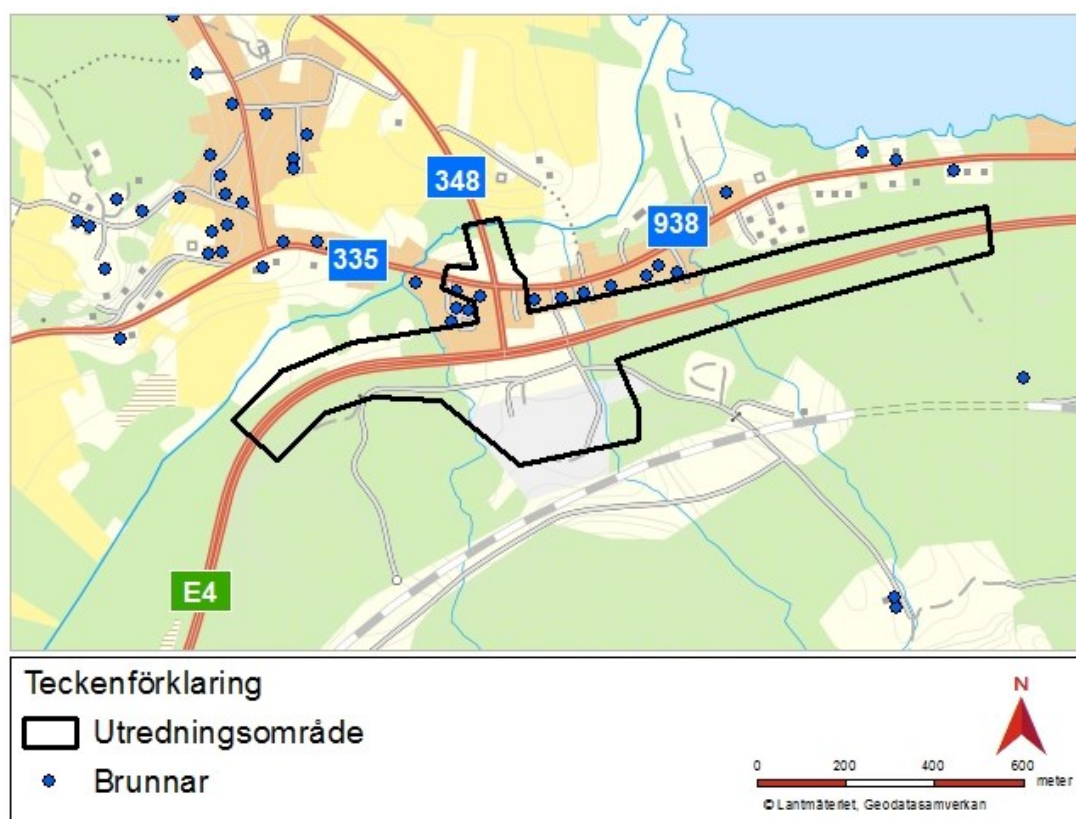 348
938
335
E4
Teckenförklaring
Utredningsområde
Brunnar
N
0 200 400 600
meter
© Lantmäteriet, Geodatasamverkan